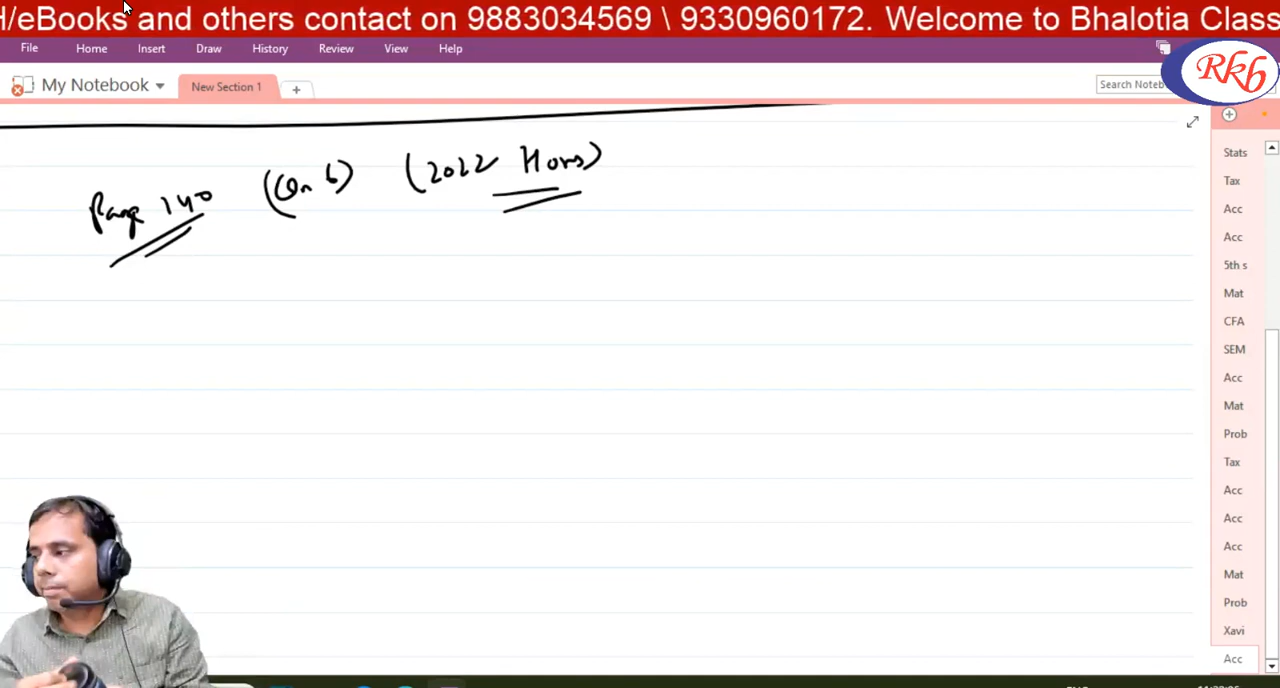 H/eBooks and others contact on 9883034569 \ 9330960172. Welcome to Bhalotia Class
File Home Insert Draw History Review View Help
My Notebook New Section 1 + Search Noteb
Rkb
Page 140 (Qn 6) (2022 Hons)
Stats
Tax
Acc
Acc
5th s
Mat
CFA
SEM
Acc
Mat
Prob
Tax
Acc
Acc
Acc
Mat
Prob
Xavi
Acc